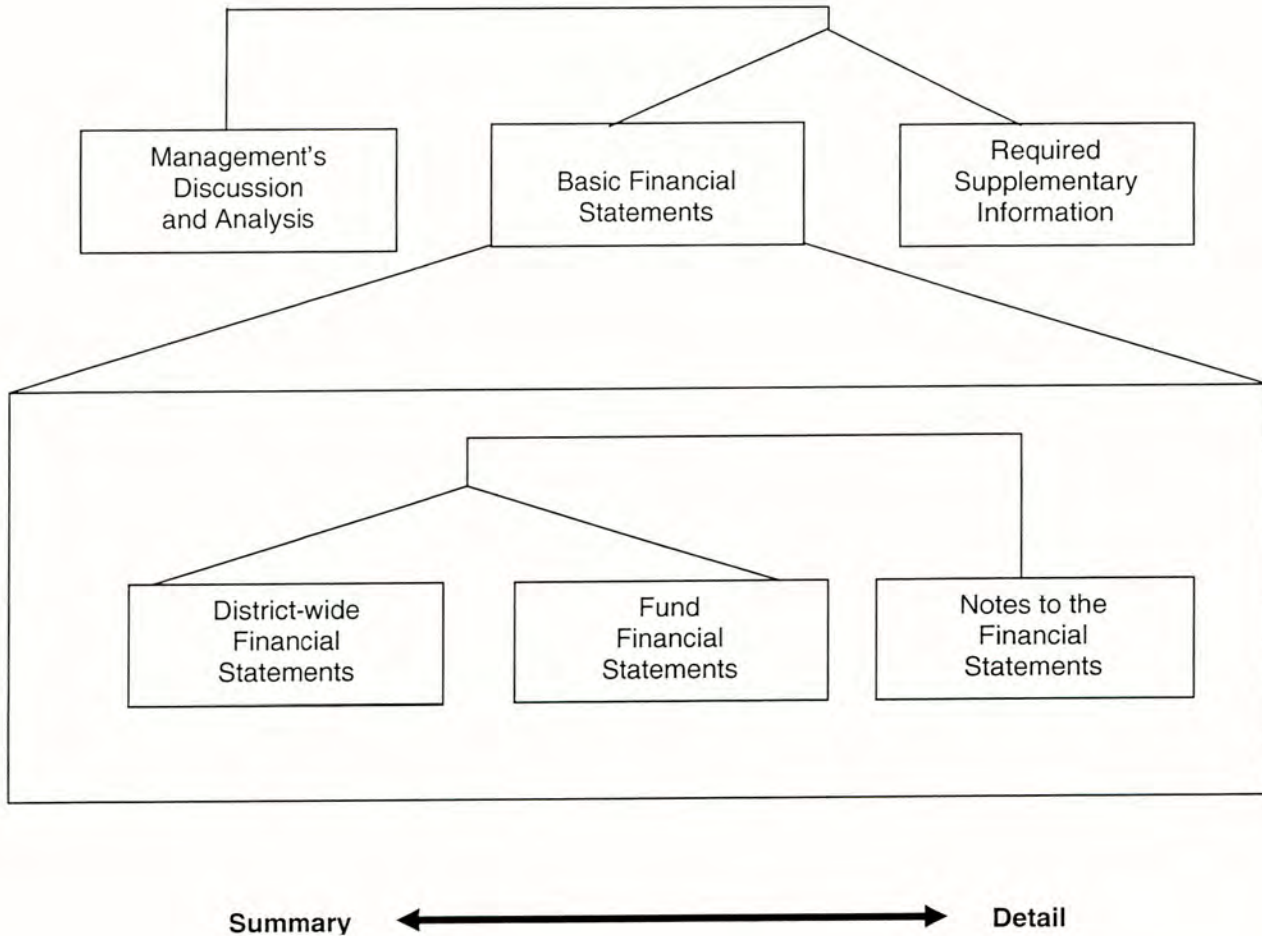 Management's
Discussion
and Analysis
Basic Financial
Statements
Required
Supplementary
Information
District-wide
Financial
Statements
Fund
Financial
Statements
Notes to the
Financial
Statements
Summary
Detail